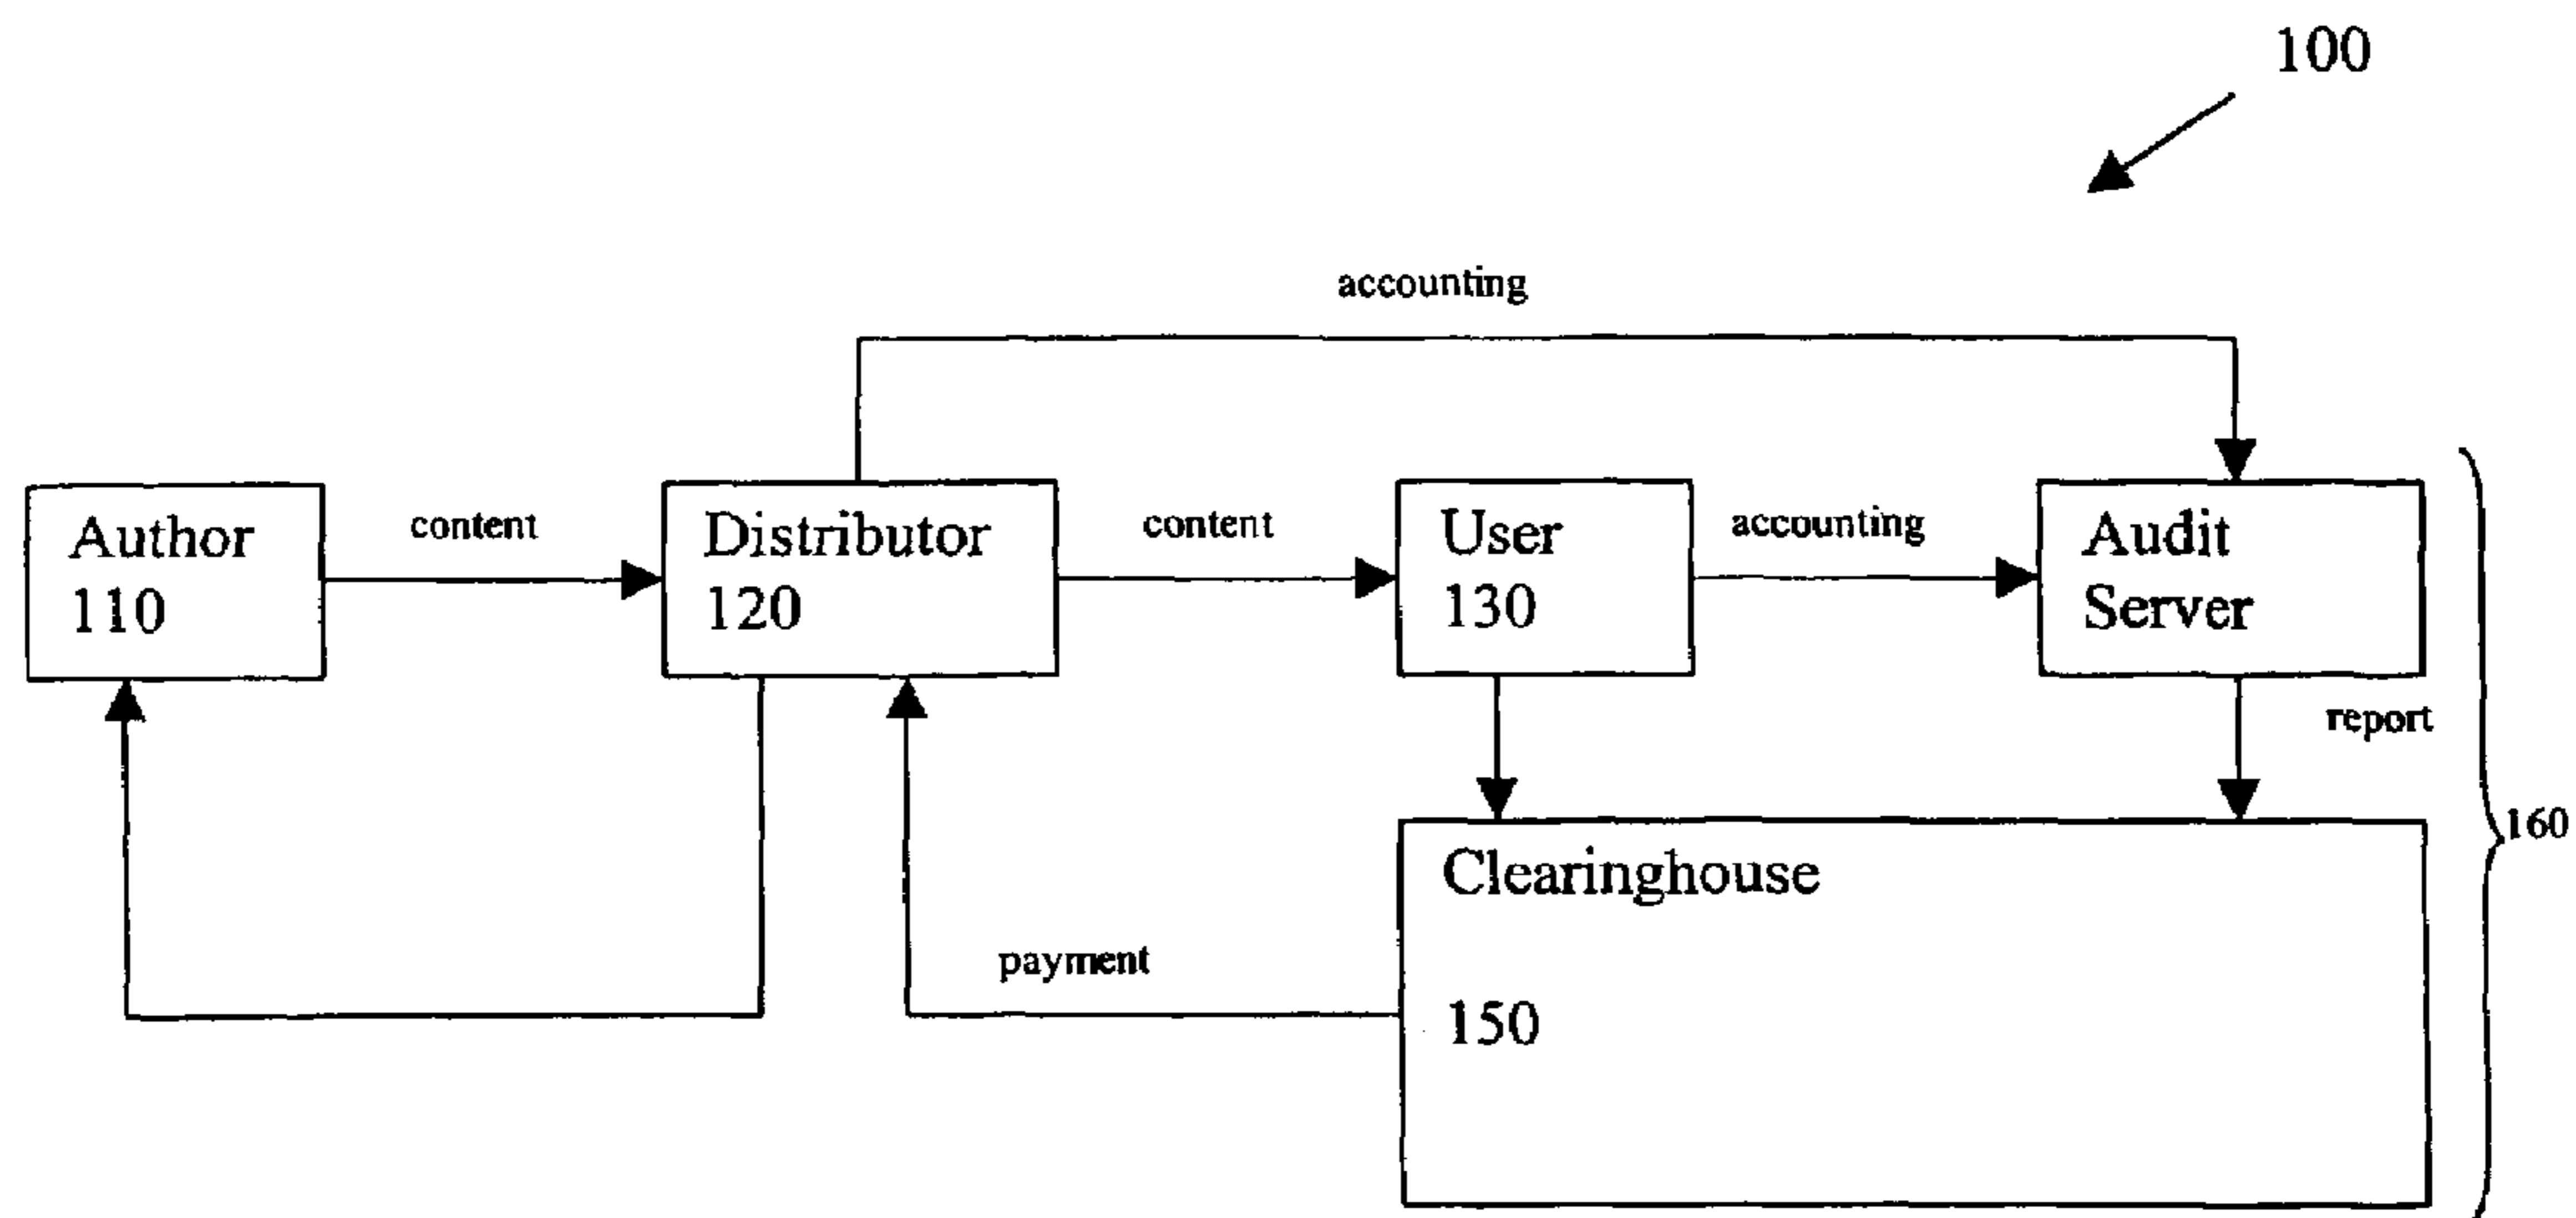 100
accounting
Author
110
content
Distributor
120
content
User
130
accounting
Audit
Server
report
160
Clearinghouse
150
payment